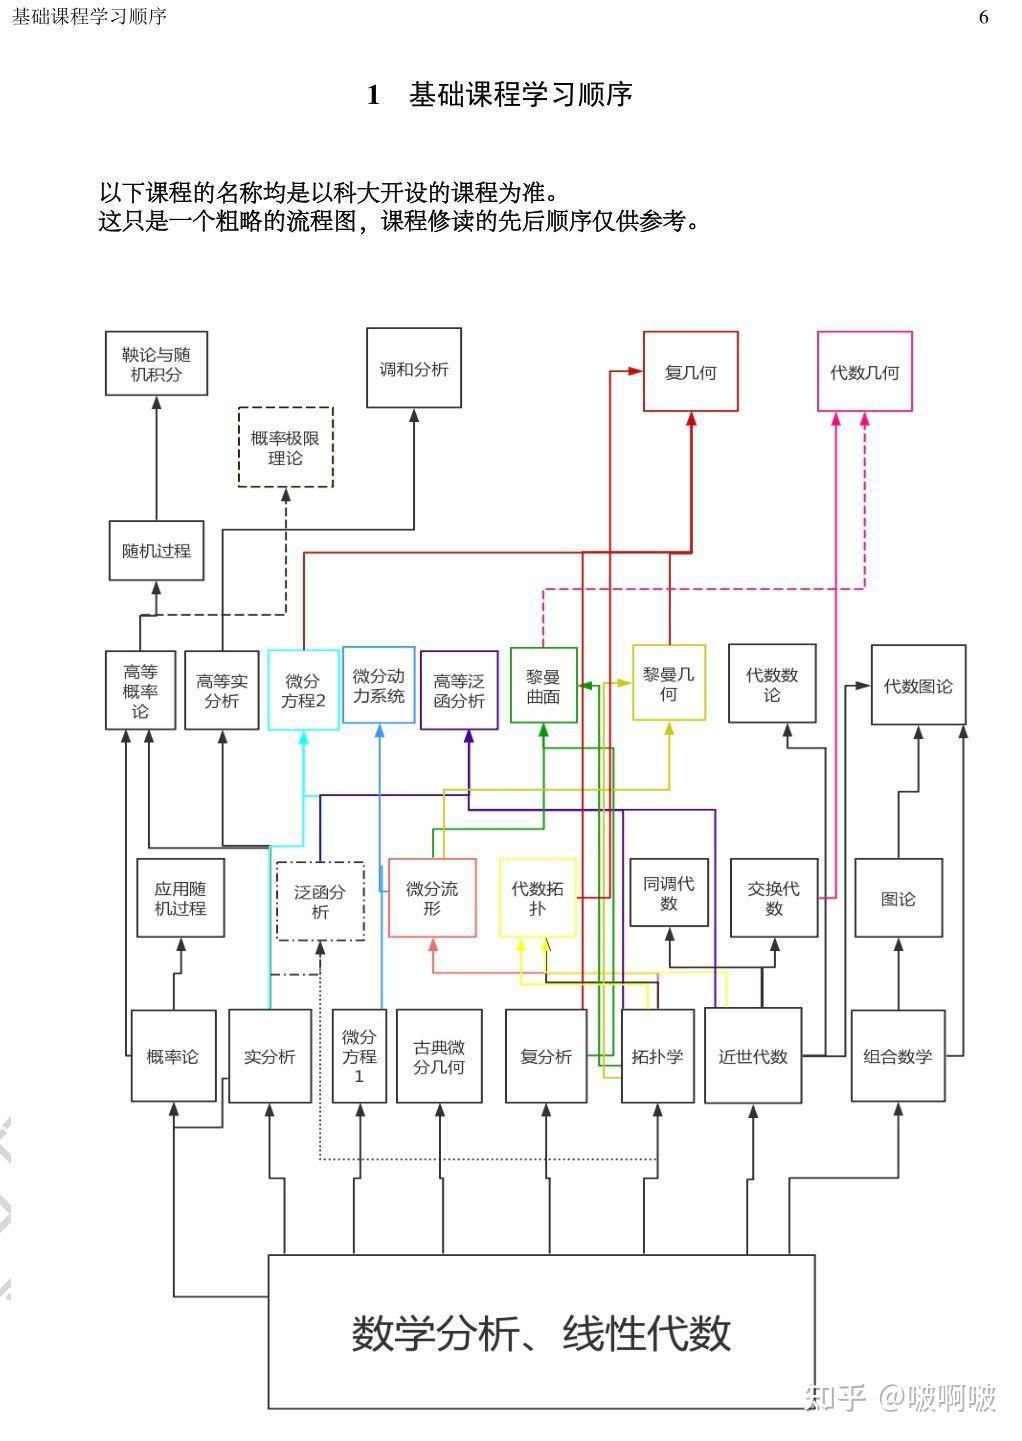 基础课程学习顺序 6
1 基础课程学习顺序
以下课程的名称均是以科大开设的课程为准。
这只是一个粗略的流程图，课程修读的先后顺序仅供参考。
鞅论与随
机积分
调和分析
复几何
代数几何
概率极限
理论
随机过程
高等
概率
论
高等实
分析
微分
方程2
微分动
力系统
高等泛
函分析
黎曼
曲面
黎曼几
何
代数数
论
代数图论
应用随
机过程
泛函分
析
微分流
形
代数拓
扑
同调代
数
交换代
数
图论
概率论
实分析
微分
方程
1
古典微
分几何
复分析
拓扑学
近世代数
组合数学
数学分析、线性代数
知乎 @啵啊啵